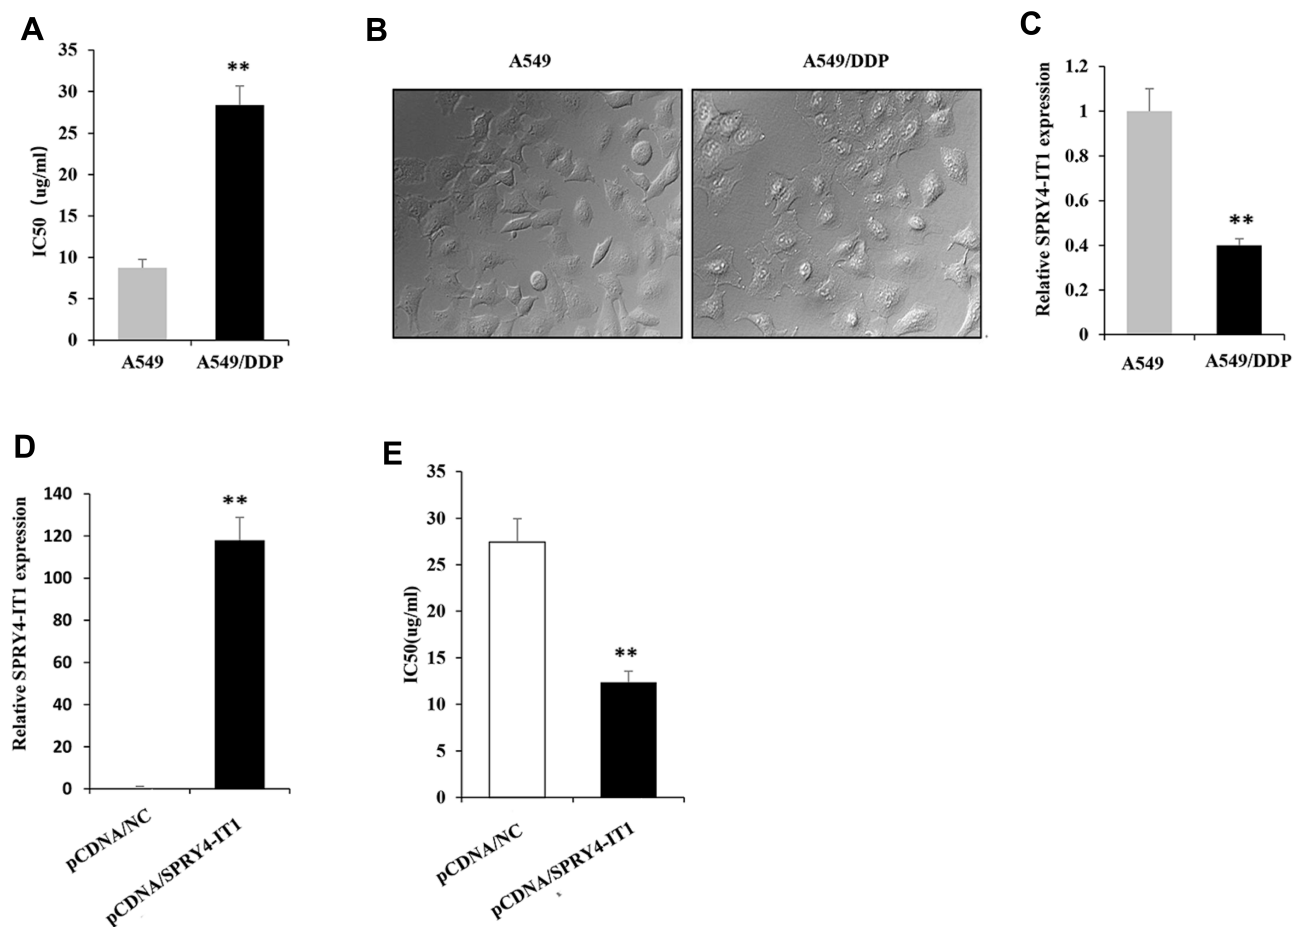 A
35
30
25
20
15
10
5
0
IC50 (ug/ml)
**
A549
A549/DDP
B
A549
A549/DDP
C
1.2
1
0.8
0.6
0.4
0.2
0
Relative SPRY4-IT1 expression
**
A549
A549/DDP
D
140
120
100
80
60
40
20
0
Relative SPRY4-IT1 expression
**
pCDNA/NC
pCDNA/SPRY4-IT1
E
35
30
25
20
15
10
5
0
IC50(ug/ml)
**
pCDNA/NC
pCDNA/SPRY4-IT1